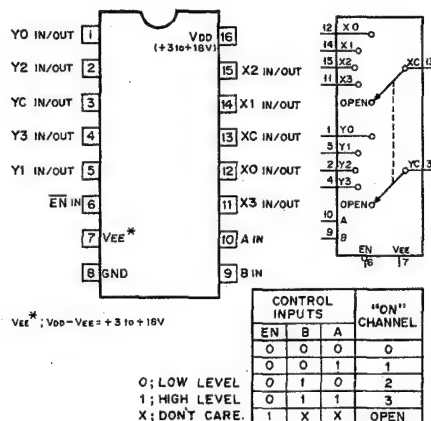 Y0 IN/OUT 1
Y2 IN/OUT 2
YC IN/OUT 3
Y3 IN/OUT 4
Y1 IN/OUT 5
EN IN 6
7 VEE*
8 GND
VDD 16
(+3 to +18V)
15 X2 IN/OUT
14 X1 IN/OUT
13 XC IN/OUT
12 X0 IN/OUT
11 X3 IN/OUT
10 A IN
9 B IN
12 X0
14 X1
15 X2
11 X3
OPEN
XC 13
1 Y0
5 Y1
2 Y2
4 Y3
OPEN
YC 3
10 A
9 B
EN VEE
6 7
VEE* ; VDD-VEE = +3 to +18V
CONTROL INPUTS "ON" CHANNEL
EN B A
0 0 0 0
0 0 1 1
0 1 0 2
0 1 1 3
1 X X OPEN
0; LOW LEVEL
1; HIGH LEVEL
X; DON'T CARE.